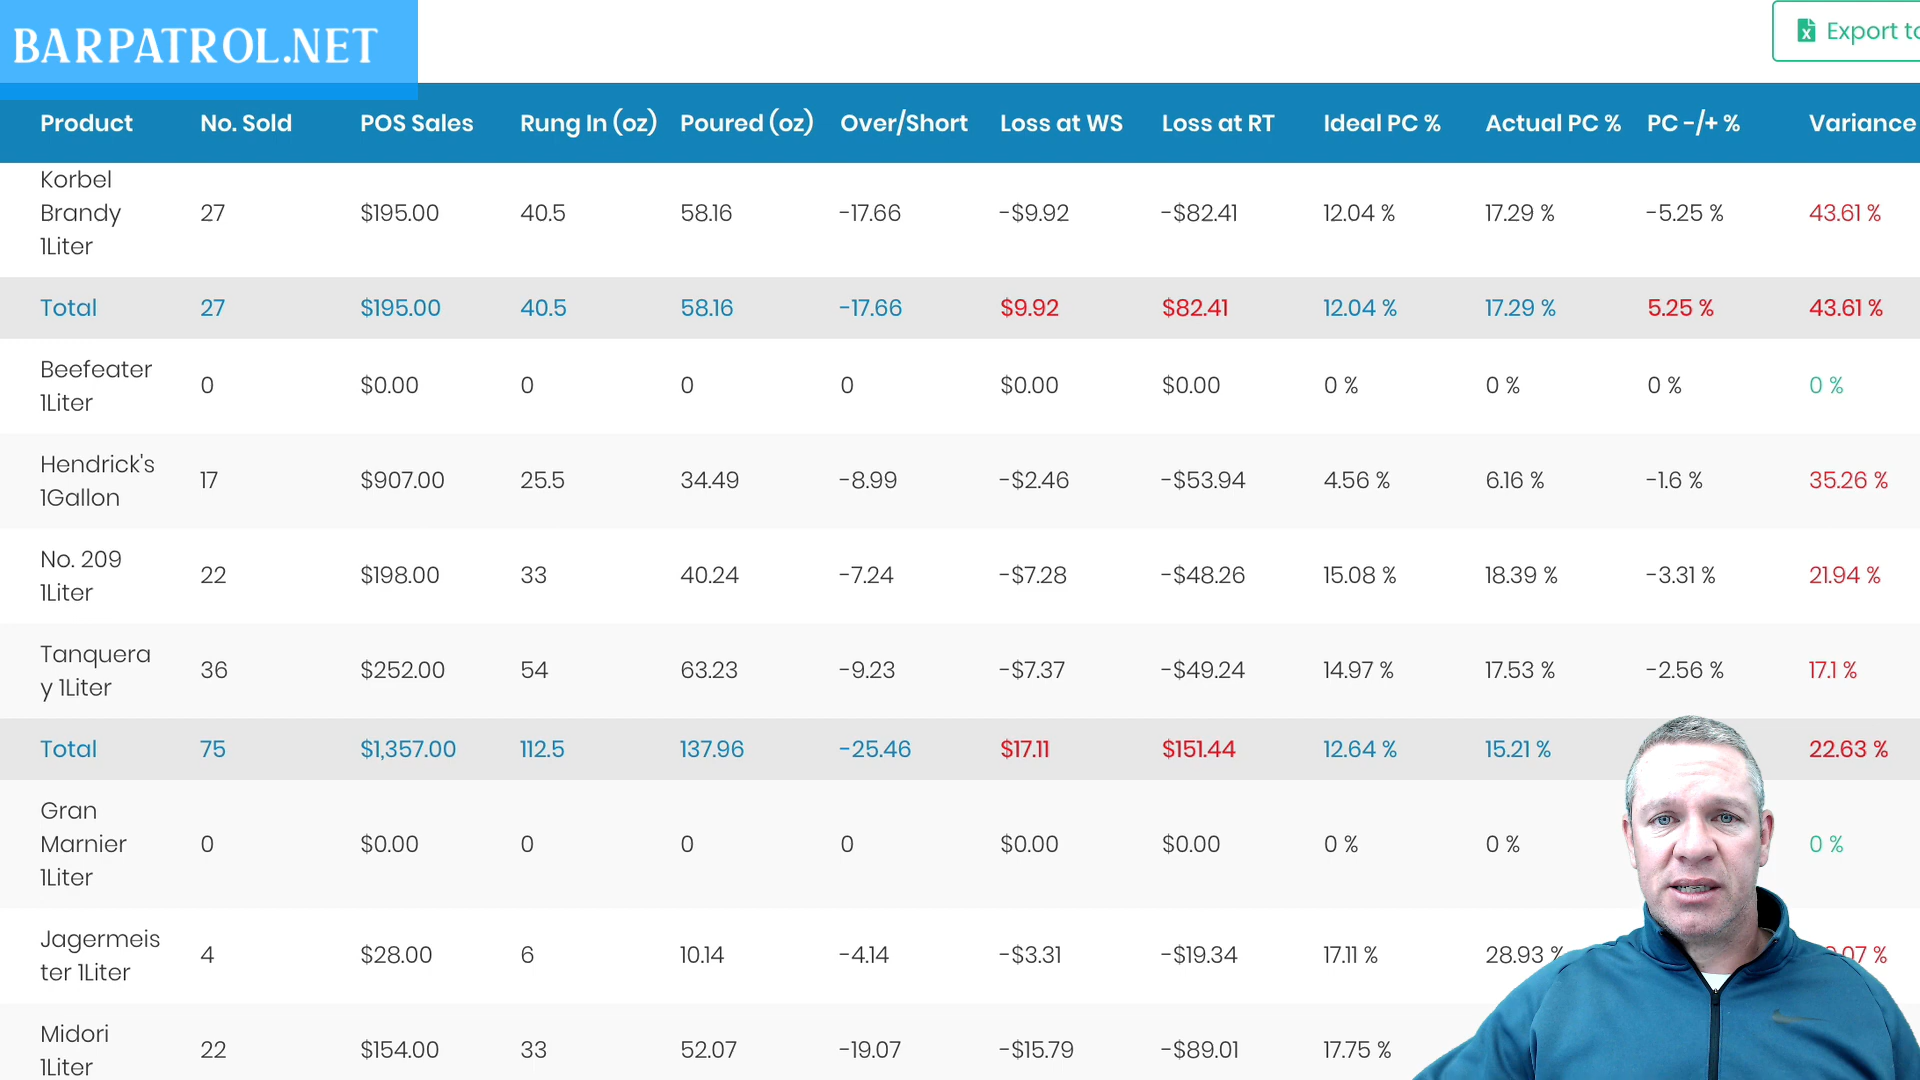 BARPATROL.NET
Export to
Product No. Sold POS Sales Rung In (oz) Poured (oz) Over/Short Loss at WS Loss at RT Ideal PC % Actual PC % PC -/+ % Variance
Korbel
Brandy 27 $195.00 40.5 58.16 -17.66 -$9.92 -$82.41 12.04 % 17.29 % -5.25 % 43.61 %
1Liter
Total 27 $195.00 40.5 58.16 -17.66 $9.92 $82.41 12.04 % 17.29 % 5.25 % 43.61 %
Beefeater
1Liter
0 $0.00 0 0 0 $0.00 $0.00 0 % 0 % 0 % 0 %
Hendrick's
1Gallon
17 $907.00 25.5 34.49 -8.99 -$2.46 -$53.94 4.56 % 6.16 % -1.6 % 35.26 %
No. 209
1Liter
22 $198.00 33 40.24 -7.24 -$7.28 -$48.26 15.08 % 18.39 % -3.31 % 21.94 %
Tanquera
y 1Liter
36 $252.00 54 63.23 -9.23 -$7.37 -$49.24 14.97 % 17.53 % -2.56 % 17.1 %
Total 75 $1,357.00 112.5 137.96 -25.46 $17.11 $151.44 12.64 % 15.21 % 22.63 %
Gran
Marnier 0 $0.00 0 0 0 $0.00 $0.00 0 % 0 % 0 %
1Liter
Jagermeis
ter 1Liter
4 $28.00 6 10.14 -4.14 -$3.31 -$19.34 17.11 % 28.93 %
Midori
1Liter
22 $154.00 33 52.07 -19.07 -$15.79 -$89.01 17.75 %